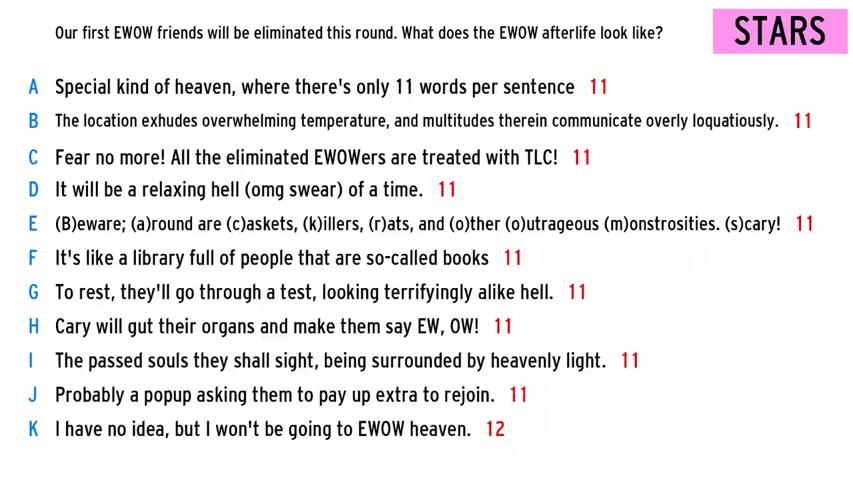 Our first EWOW friends will be eliminated this round. What does the EWOW afterlife look like?
STARS
A Special kind of heaven, where there's only 11 words per sentence 11
B The location exhudes overwhelming temperature, and multitudes therein communicate overly loquatiously. 11
C Fear no more! All the eliminated EWOWers are treated with TLC! 11
D It will be a relaxing hell (omg swear) of a time. 11
E (B)eware; (a)round are (c)askets, (k)illers, (r)ats, and (o)ther (o)utrageous (m)onstrosities. (s)cary! 11
F It's like a library full of people that are so-called books 11
G To rest, they'll go through a test, looking terrifyingly alike hell. 11
H Cary will gut their organs and make them say EW, OW! 11
I The passed souls they shall sight, being surrounded by heavenly light. 11
J Probably a popup asking them to pay up extra to rejoin. 11
K I have no idea, but I won't be going to EWOW heaven. 12